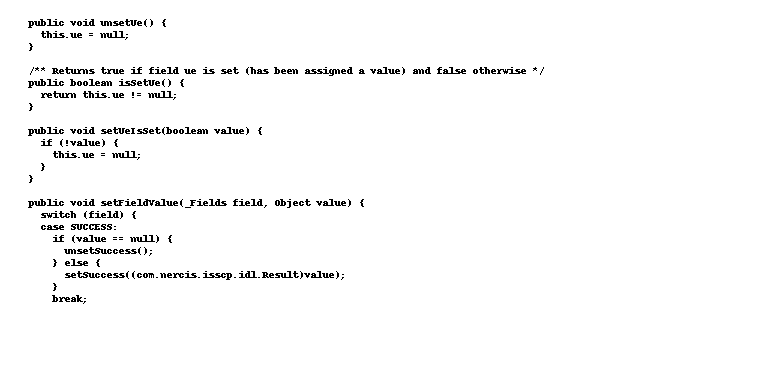 public void unsetUe() {
this.ue = null;
}
/** Returns true if field ue is set (has been assigned a value) and false otherwise */
public boolean isSetUe() {
return this.ue != null;
}
public void setUeIsSet(boolean value) {
if (!value) {
this.ue = null;
}
}
public void setFieldValue(_Fields field, Object value) {
switch (field) {
case SUCCESS:
if (value == null) {
unsetSuccess();
} else {
setSuccess((com.nercis.isscp.idl.Result)value);
}
break;